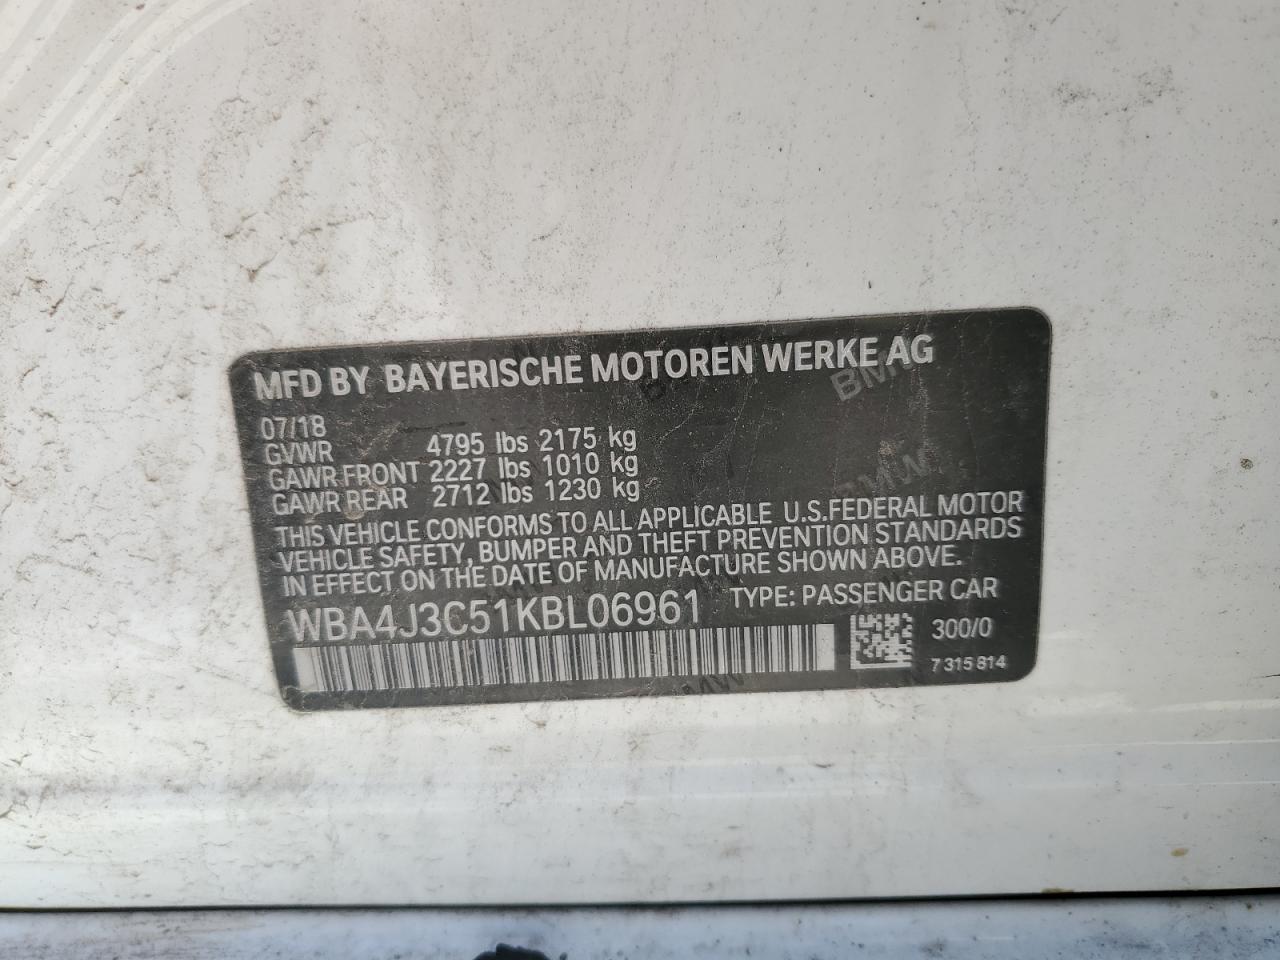 MFD BY BAYERISCHE MOTOREN WERKE AG
07/18
GVWR 4795 lbs 2175 kg
GAWR FRONT 2227 lbs 1010 kg
GAWR REAR 2712 lbs 1230 kg
THIS VEHICLE CONFORMS TO ALL APPLICABLE U.S.FEDERAL MOTOR
VEHICLE SAFETY, BUMPER AND THEFT PREVENTION STANDARDS
IN EFFECT ON THE DATE OF MANUFACTURE SHOWN ABOVE.
WBA4J3C51KBL06961 TYPE: PASSENGER CAR
300/0
7 315 814